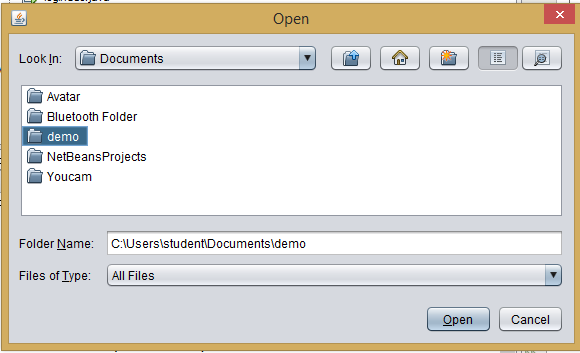 Open
Look In: Documents
Avatar
Bluetooth Folder
demo
NetBeansProjects
Youcam
Folder Name: C:\Users\student\Documents\demo
Files of Type: All Files
Open Cancel